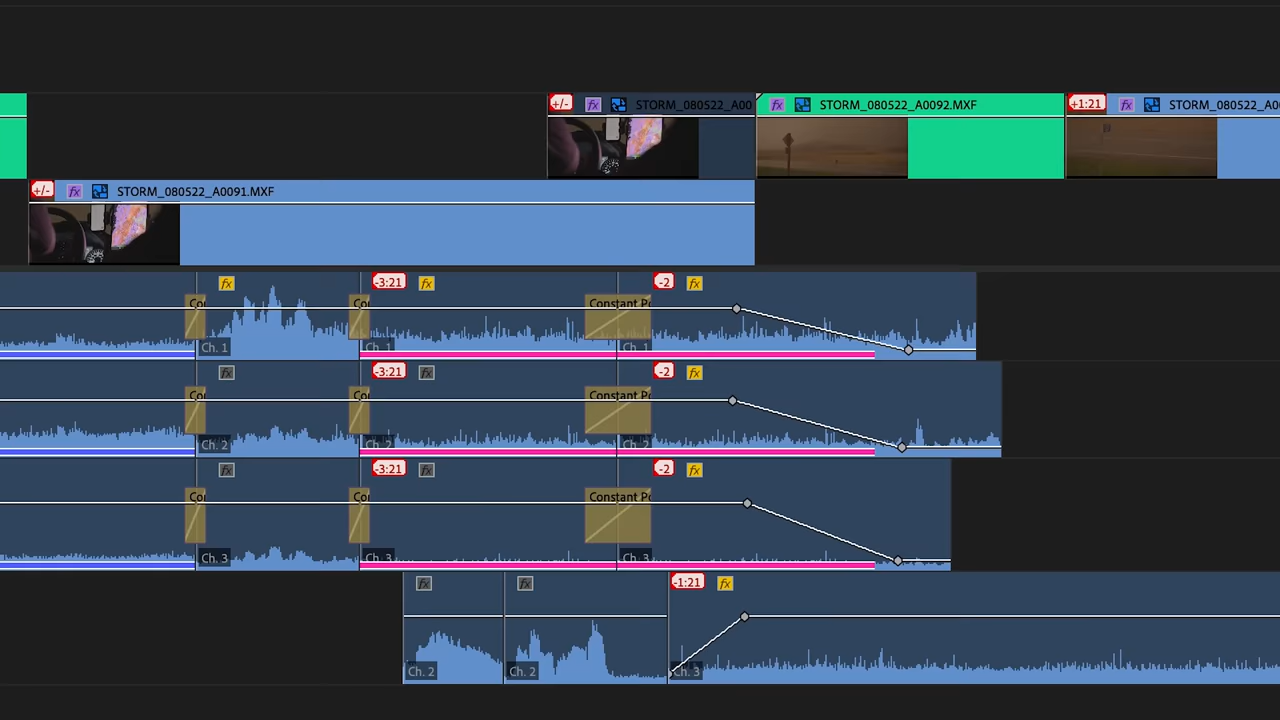 +/- fx STORM_080522_A00
fx STORM_080522_A0092.MXF
+1:21 fx STORM_080522_A0
+/- fx STORM_080522_A0091.MXF
fx -3:21 fx -2 fx
Co Co Constant Po
Ch. 1 Ch. 1
fx -3:21 fx -2 fx
Co Co Constant Po
Ch. 2 Ch. 2 Ch. 2
fx -3:21 fx -2 fx
Co Co Constant Po
Ch. 3 Ch. 3 Ch. 3
fx fx -1:21 fx
Ch. 2 Ch. 2 Ch. 3